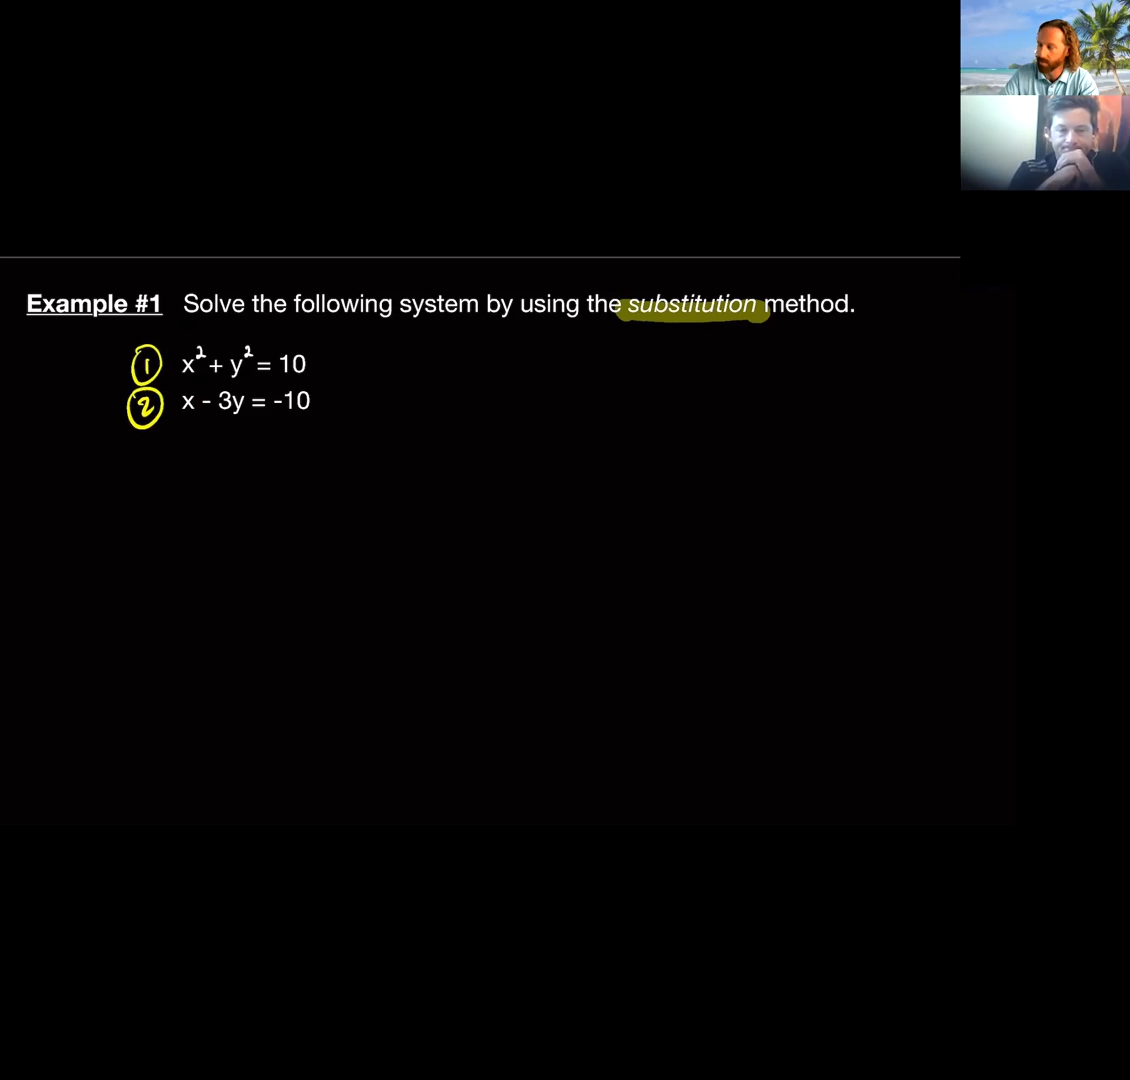 Example #1 Solve the following system by using the substitution method.
① x² + y² = 10
② x - 3y = -10